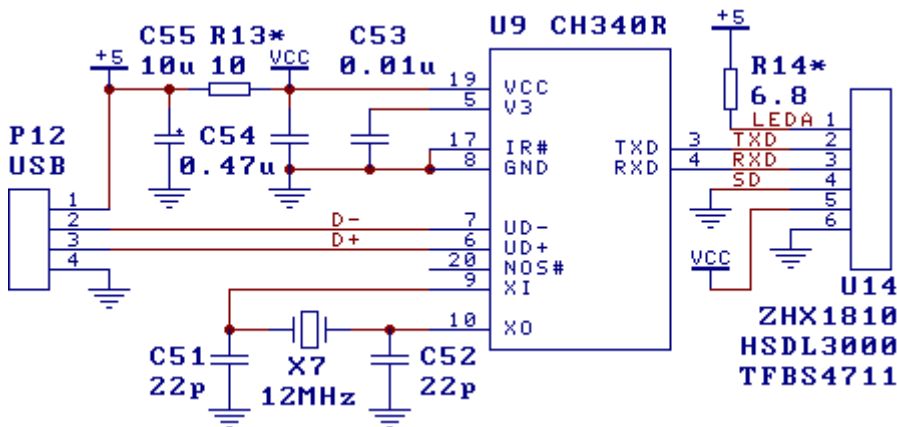 U9 CH340R
+5
C55 R13* C53
+5 10u 10 VCC 0.01u
R14*
6.8
19 VCC
5 V3
P12
USB
C54
0.47u
17 IR#
8 GND
TXD 3
RXD 4
LEDA 1
TXD 2
RXD 3
SD 4
5
6
1
2 D- 7 UD-
3 D+ 6 UD+
4 20 NOS#
9 XI
VCC
10 XO
U14
ZHX1810
HSDL3000
TFBS4711
C51
22p
X7
12MHz
C52
22p